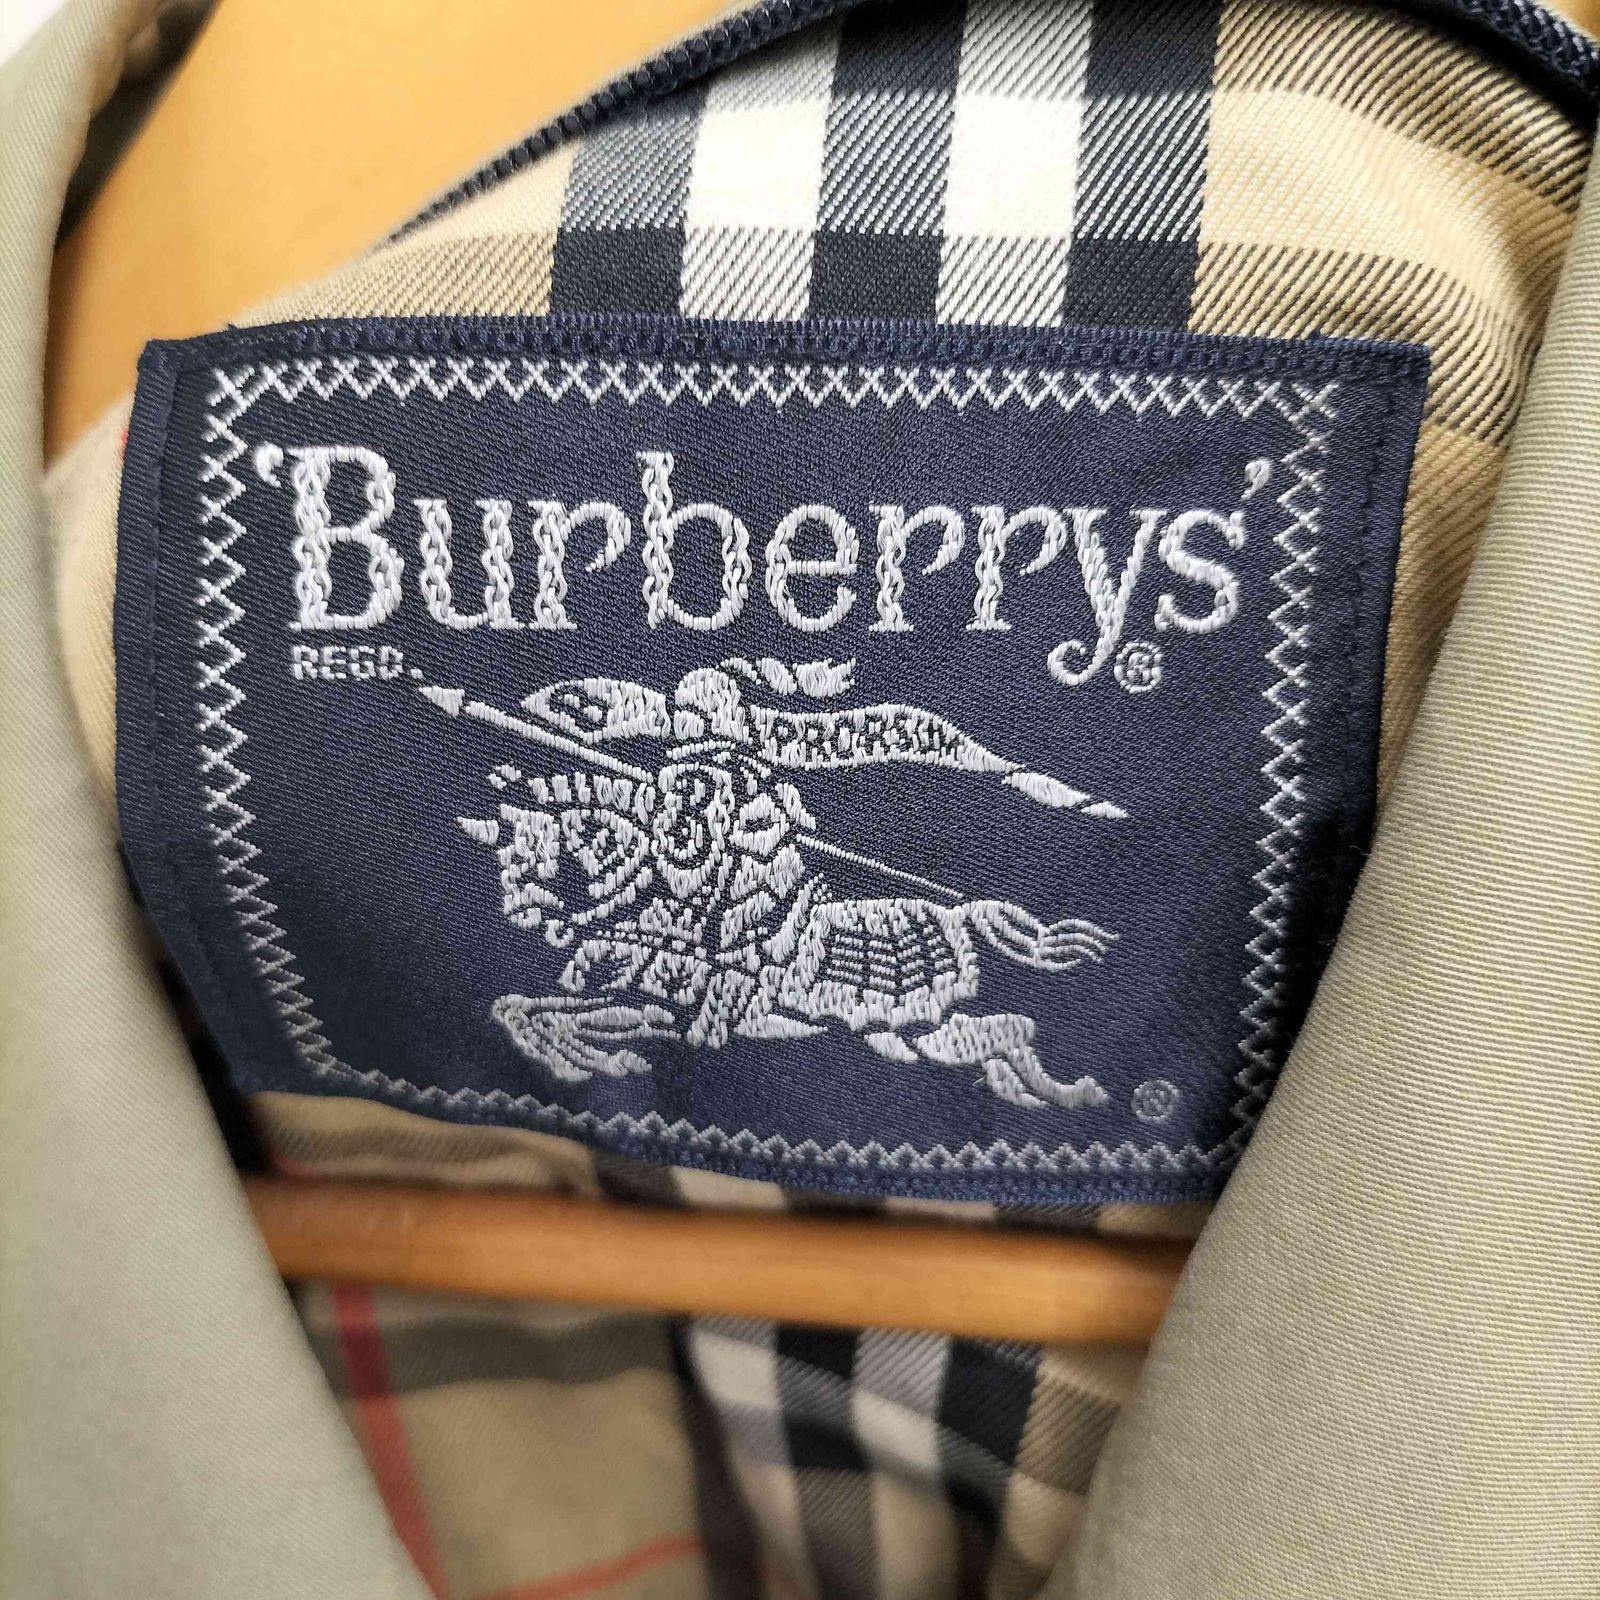 'Burberrys'
REGD. ®
PRORSUM
®